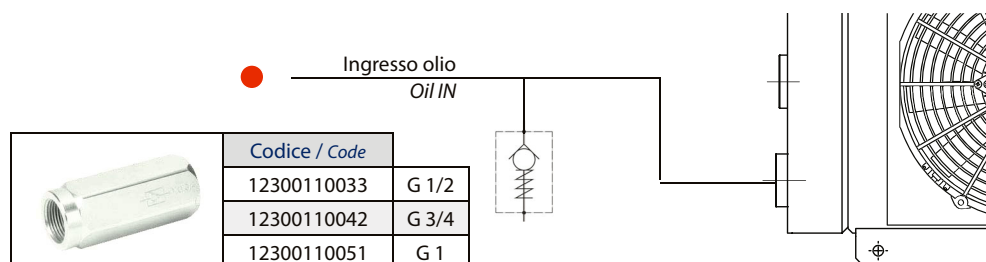 Ingresso olio
Oil IN
Codice / Code
12300110033 G 1/2
12300110042 G 3/4
12300110051 G 1